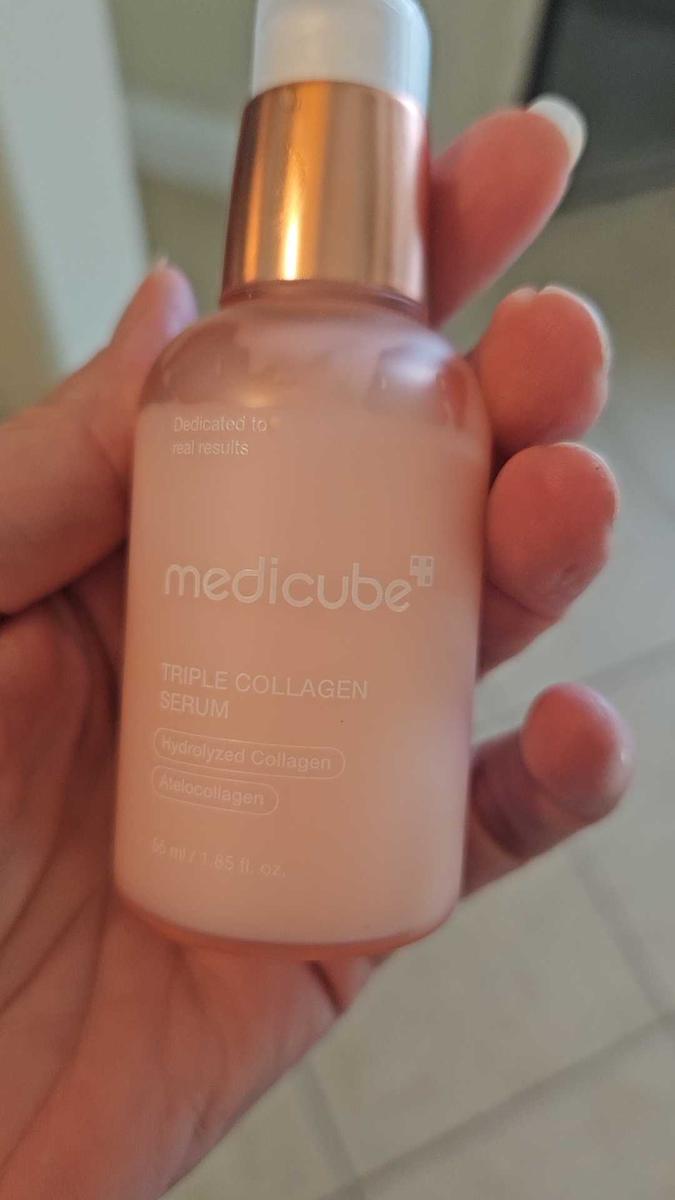 Dedicated to
real results
medicube
TRIPLE COLLAGEN
SERUM
Hydrolyzed Collagen
Atelocollagen
55 ml / 1.85 fl. oz.